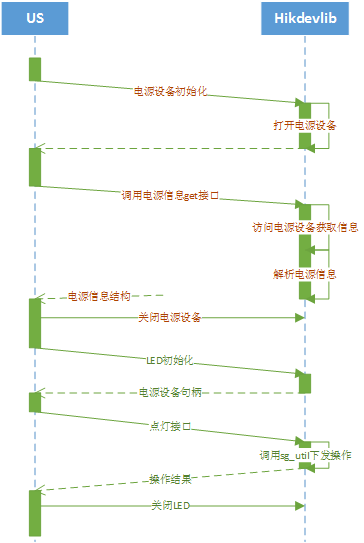 US
Hikdevlib
电源设备初始化
打开电源设备
调用电源信息get接口
访问电源设备获取信息
解析电源信息
电源信息结构
关闭电源设备
LED初始化
电源设备句柄
点灯接口
调用sg_util下发操作
操作结果
关闭LED